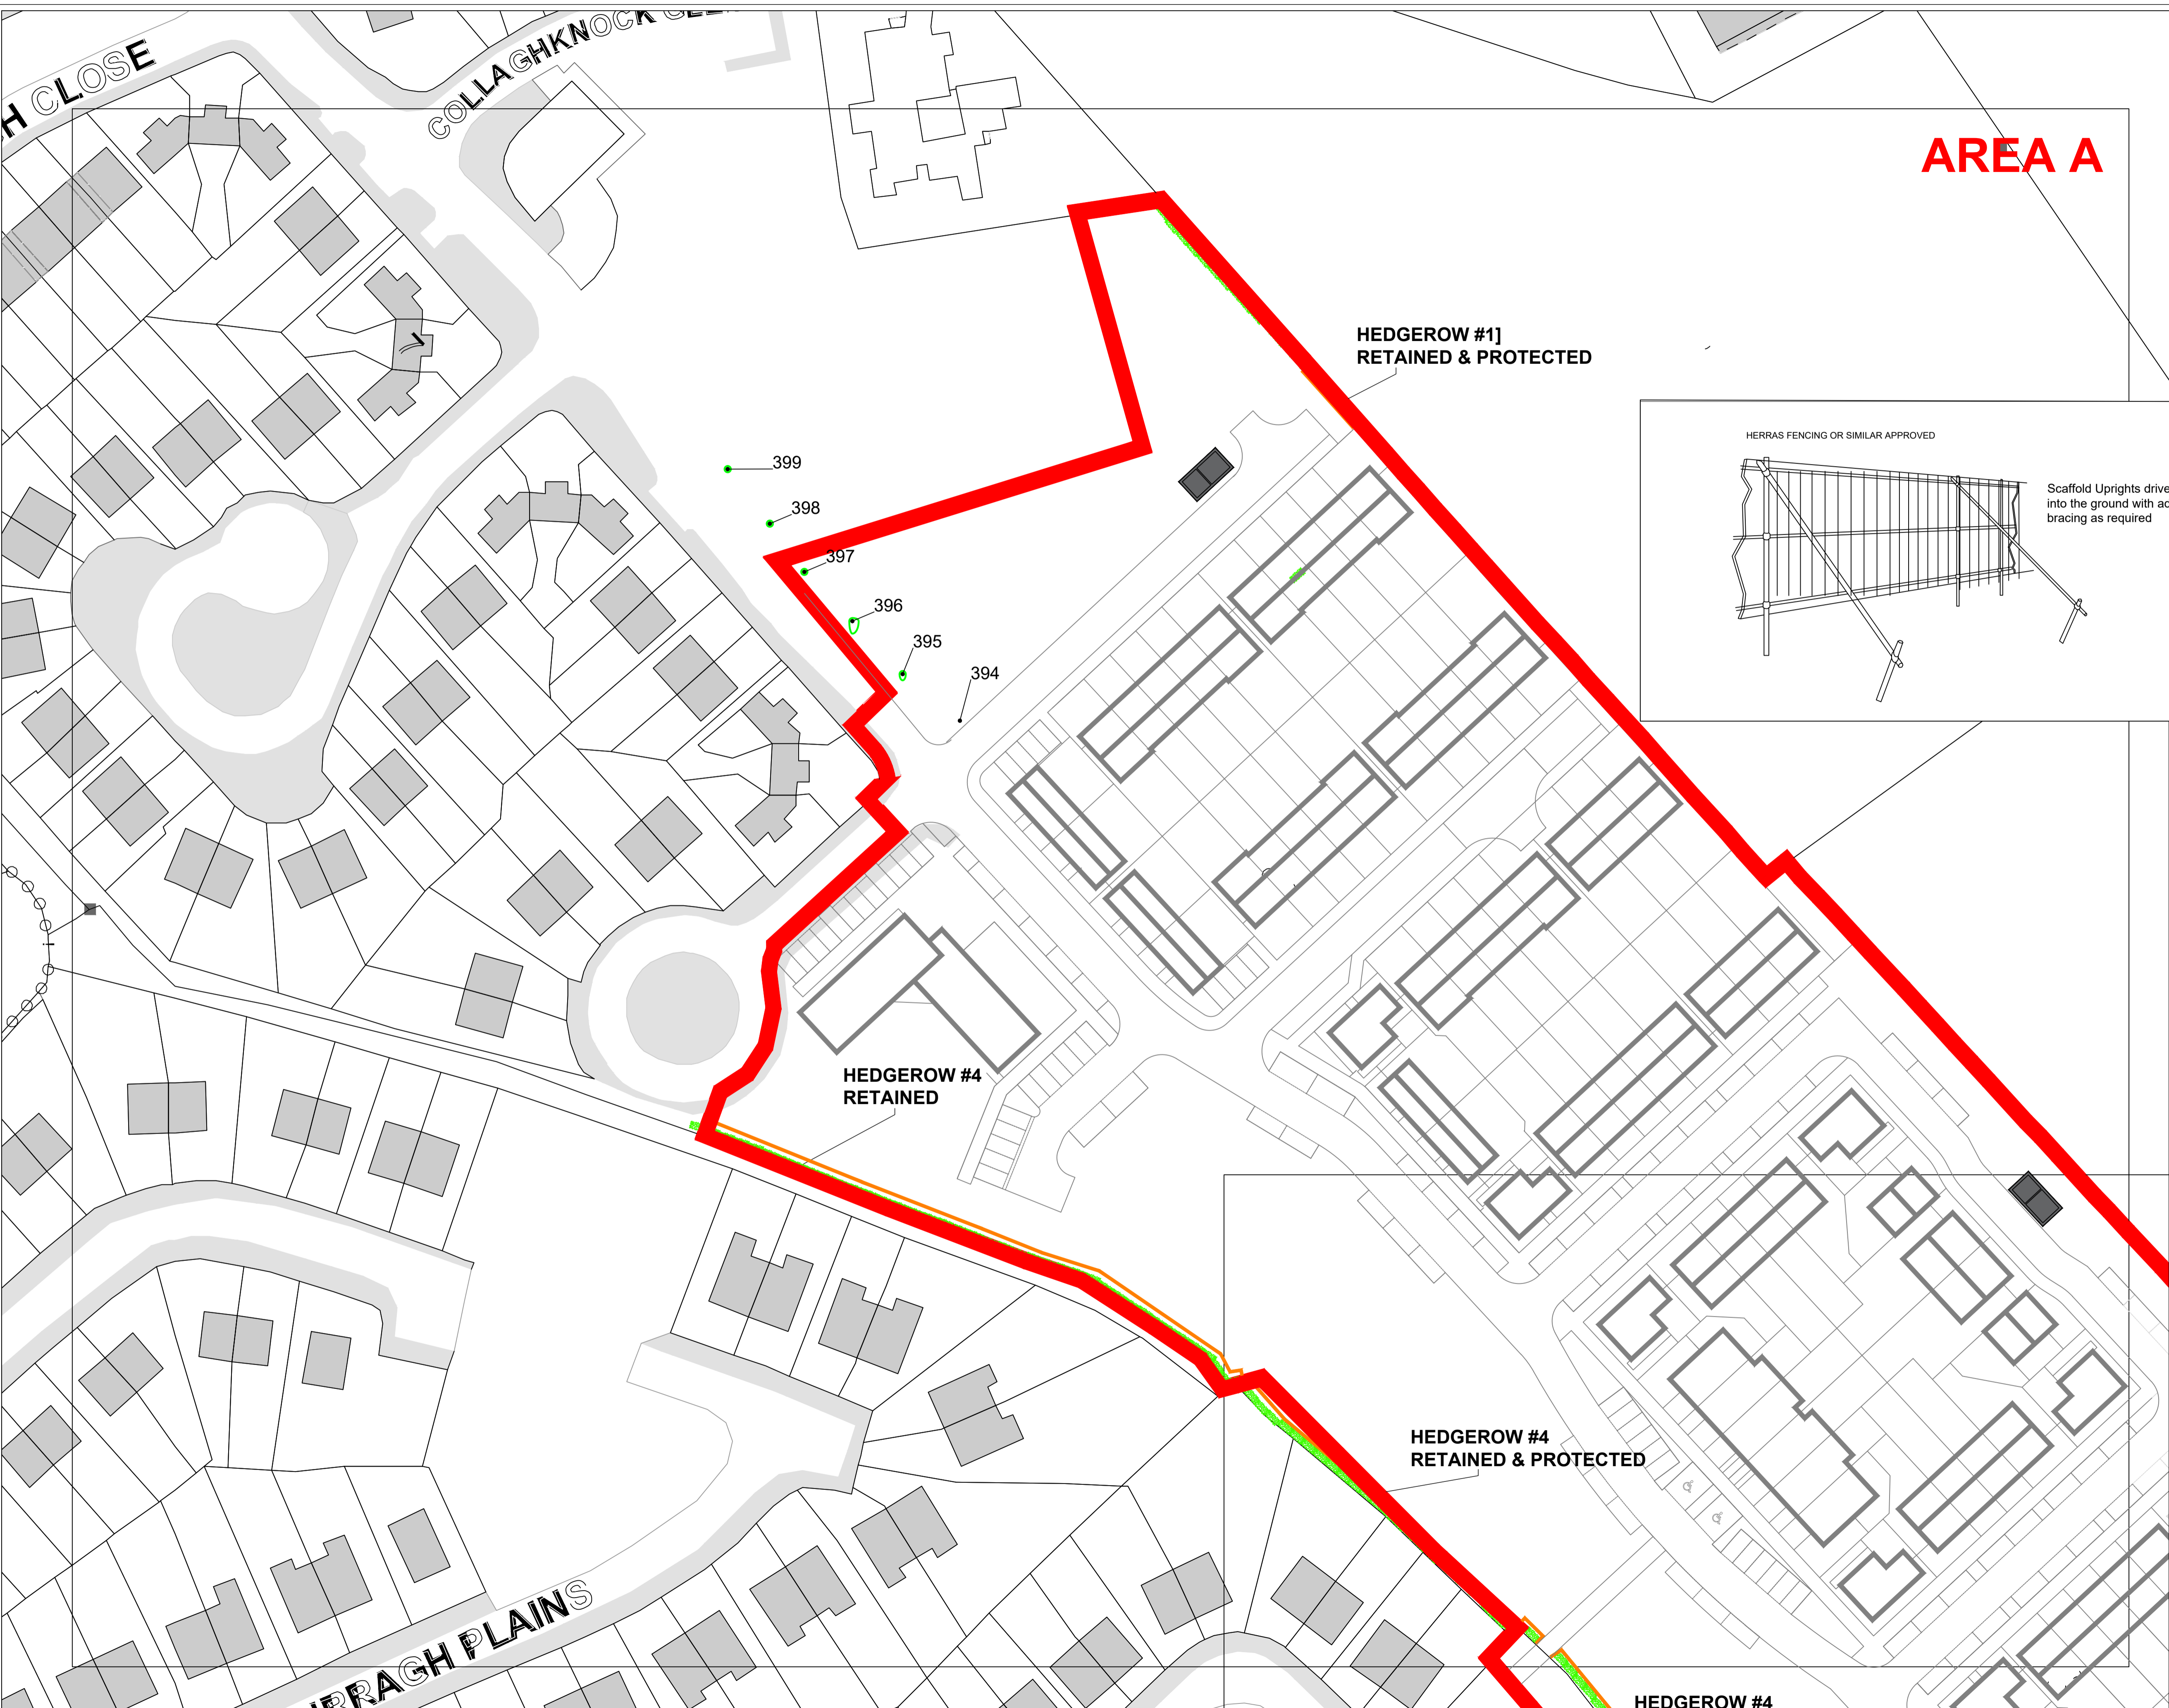 H CLOSE
COLLAGHKNOCK
AREA A
HEDGEROW #1]
RETAINED & PROTECTED
HERRAS FENCING OR SIMILAR APPROVED
Scaffold Uprights drive
into the ground with ad
bracing as required
399
398
397
396
395
394
HEDGEROW #4
RETAINED
HEDGEROW #4
RETAINED & PROTECTED
RRAGH PLAINS
HEDGEROW #4